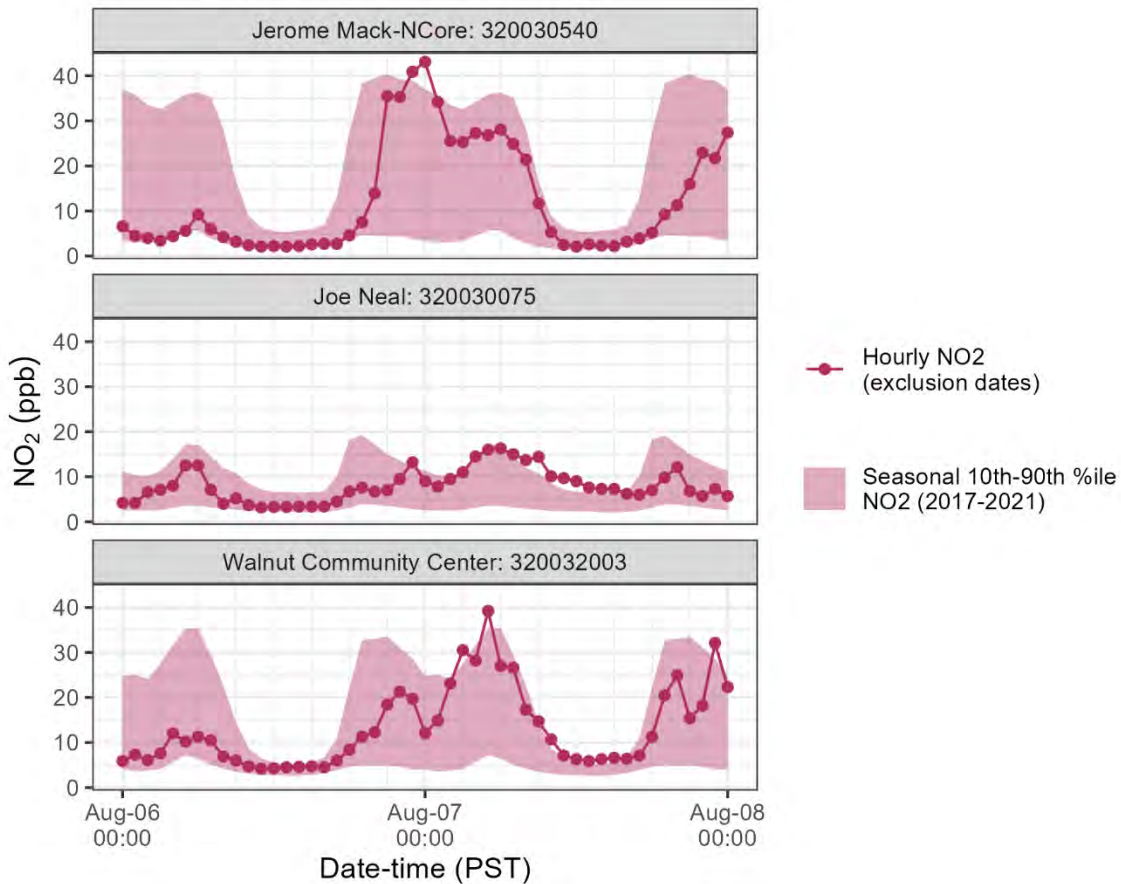 Jerome Mack-NCore: 320030540
40
30
20
10
0
Joe Neal: 320030075
40
30
20
10
0
Walnut Community Center: 320032003
40
30
20
10
0
NO₂ (ppb)
Aug-06
00:00
Aug-07
00:00
Aug-08
00:00
Date-time (PST)
Hourly NO2
(exclusion dates)
Seasonal 10th-90th %ile
NO2 (2017-2021)